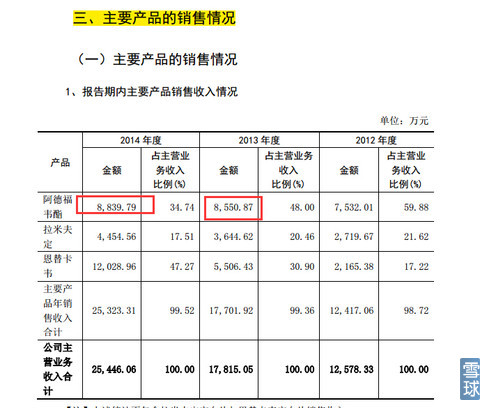 三、主要产品的销售情况
（一）主要产品的销售情况
1、报告期内主要产品销售收入情况
单位：万元
产品 2014 年度 2013 年度 2012 年度
金额 占主营业务收入比例(%) 金额 占主营业务收入比例(%) 金额 占主营业务收入比例(%)
阿德福韦酯 8,839.79 34.74 8,550.87 48.00 7,532.01 59.88
拉米夫定 4,454.56 17.51 3,644.62 20.46 2,719.67 21.62
恩替卡韦 12,028.96 47.27 5,506.43 30.90 2,165.38 17.22
主要产品年销售收入合计 25,323.31 99.52 17,701.92 99.36 12,417.06 98.72
公司主营业务收入合计 25,446.06 100.00 17,815.05 100.00 12,578.33 100.00
雪球